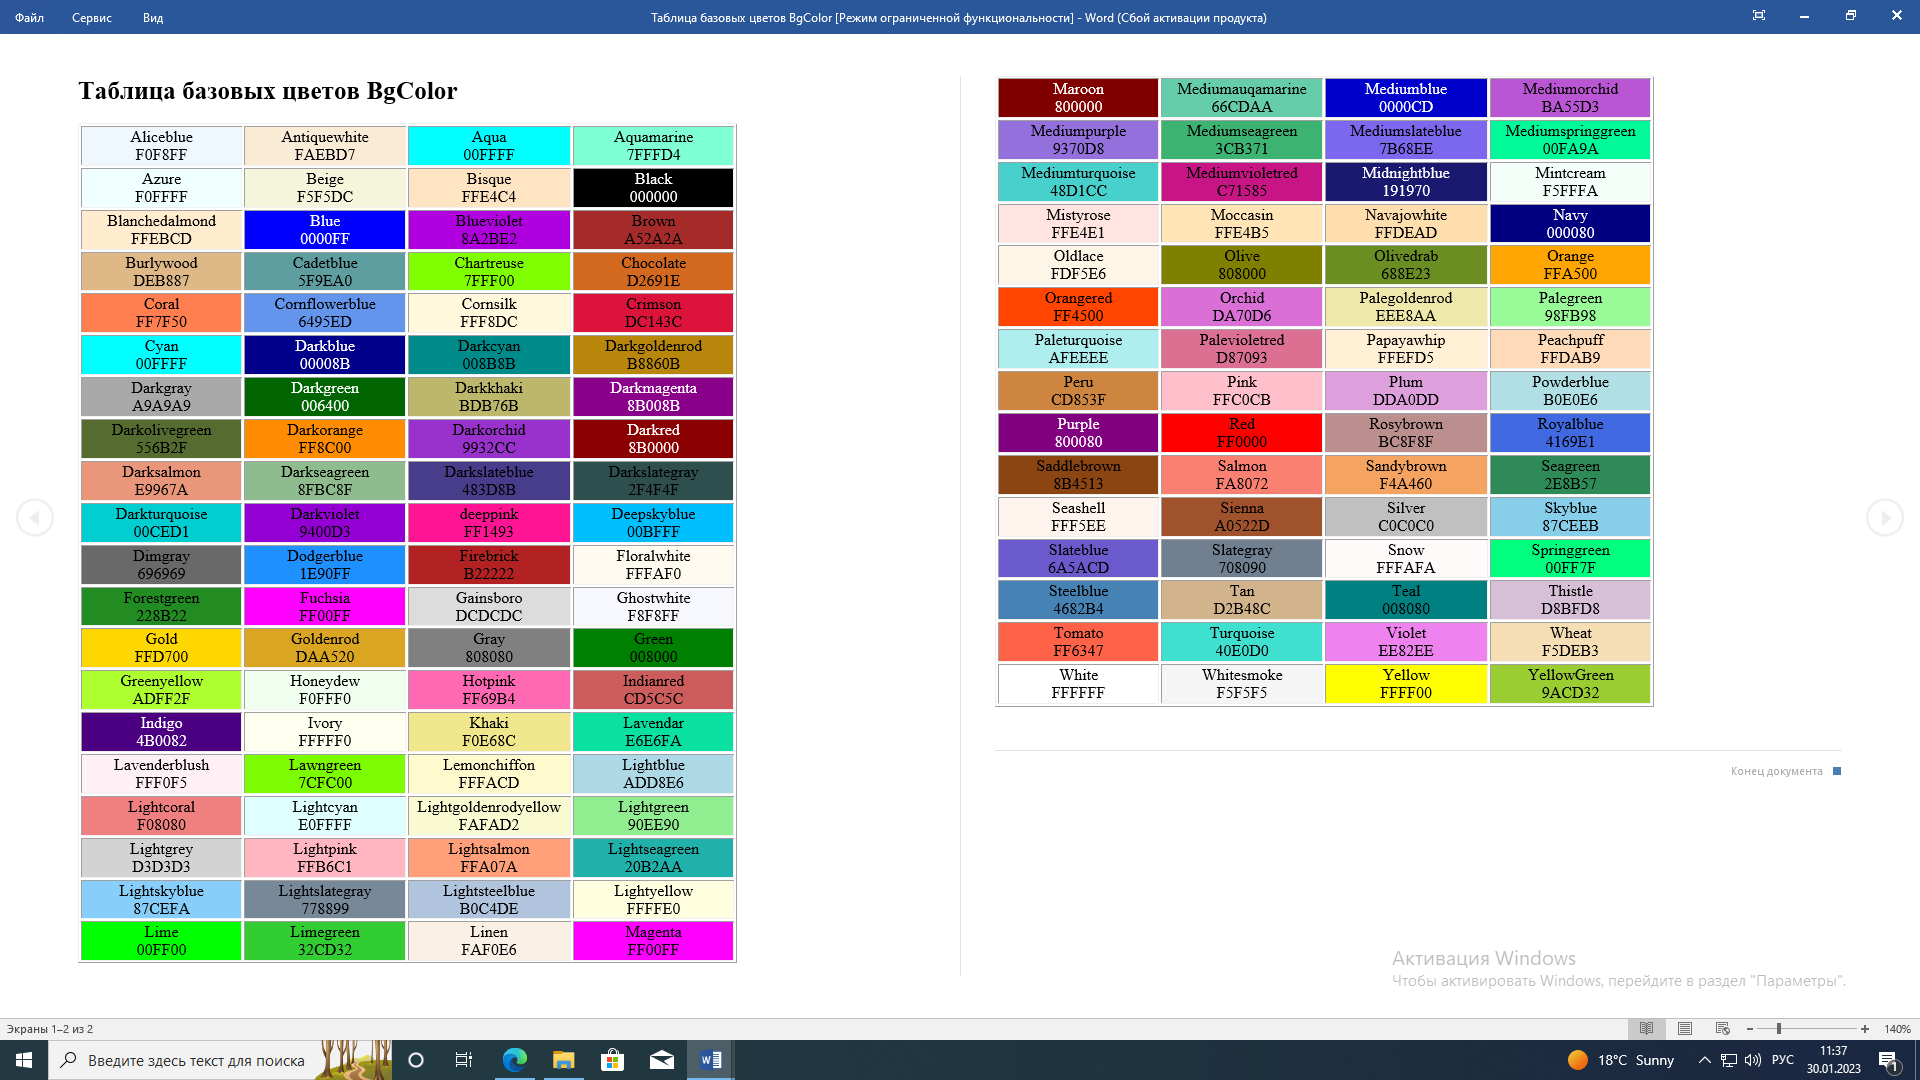 Файл Сервис Вид
Таблица базовых цветов BgColor [Режим ограниченной функциональности] - Word (Сбой активации продукта)
Таблица базовых цветов BgColor
Aliceblue Antiquewhite Aqua Aquamarine
F0F8FF FAEBD7 00FFFF 7FFFD4
Azure Beige Bisque Black
F0FFFF F5F5DC FFE4C4 000000
Blanchedalmond Blue Blueviolet Brown
FFEBCD 0000FF 8A2BE2 A52A2A
Burlywood Cadetblue Chartreuse Chocolate
DEB887 5F9EA0 7FFF00 D2691E
Coral Cornflowerblue Cornsilk Crimson
FF7F50 6495ED FFF8DC DC143C
Cyan Darkblue Darkcyan Darkgoldenrod
00FFFF 00008B 008B8B B8860B
Darkgray Darkgreen Darkkhaki Darkmagenta
A9A9A9 006400 BDB76B 8B008B
Darkolivegreen Darkorange Darkorchid Darkred
556B2F FF8C00 9932CC 8B0000
Darksalmon Darkseagreen Darkslateblue Darkslategray
E9967A 8FBC8F 483D8B 2F4F4F
Darkturquoise Darkviolet deeppink Deepskyblue
00CED1 9400D3 FF1493 00BFFF
Dimgray Dodgerblue Firebrick Floralwhite
696969 1E90FF B22222 FFFAF0
Forestgreen Fuchsia Gainsboro Ghostwhite
228B22 FF00FF DCDCDC F8F8FF
Gold Goldenrod Gray Green
FFD700 DAA520 808080 008000
Greenyellow Honeydew Hotpink Indianred
ADFF2F F0FFF0 FF69B4 CD5C5C
Indigo Ivory Khaki Lavendar
4B0082 FFFFF0 F0E68C E6E6FA
Lavenderblush Lawngreen Lemonchiffon Lightblue
FFF0F5 7CFC00 FFFACD ADD8E6
Lightcoral Lightcyan Lightgoldenrodyellow Lightgreen
F08080 E0FFFF FAFAD2 90EE90
Lightgrey Lightpink Lightsalmon Lightseagreen
D3D3D3 FFB6C1 FFA07A 20B2AA
Lightskyblue Lightslategray Lightsteelblue Lightyellow
87CEFA 778899 B0C4DE FFFFE0
Lime Limegreen Linen Magenta
00FF00 32CD32 FAF0E6 FF00FF
Maroon Mediumauqamarine Mediumblue Mediumorchid
800000 66CDAA 0000CD BA55D3
Mediumpurple Mediumseagreen Mediumslateblue Mediumspringgreen
9370D8 3CB371 7B68EE 00FA9A
Mediumturquoise Mediumvioletred Midnightblue Mintcream
48D1CC C71585 191970 F5FFFA
Mistyrose Moccasin Navajowhite Navy
FFE4E1 FFE4B5 FFDEAD 000080
Oldlace Olive Olivedrab Orange
FDF5E6 808000 688E23 FFA500
Orangered Orchid Palegoldenrod Palegreen
FF4500 DA70D6 EEE8AA 98FB98
Paleturquoise Palevioletred Papayawhip Peachpuff
AFEEEE D87093 FFEFD5 FFDAB9
Peru Pink Plum Powderblue
CD853F FFC0CB DDA0DD B0E0E6
Purple Red Rosybrown Royalblue
800080 FF0000 BC8F8F 4169E1
Saddlebrown Salmon Sandybrown Seagreen
8B4513 FA8072 F4A460 2E8B57
Seashell Sienna Silver Skyblue
FFF5EE A0522D C0C0C0 87CEEB
Slateblue Slategray Snow Springgreen
6A5ACD 708090 FFFAFA 00FF7F
Steelblue Tan Teal Thistle
4682B4 D2B48C 008080 D8BFD8
Tomato Turquoise Violet Wheat
FF6347 40E0D0 EE82EE F5DEB3
White Whitesmoke Yellow YellowGreen
FFFFFF F5F5F5 FFFF00 9ACD32
Конец документа
Активация Windows
Чтобы активировать Windows, перейдите в раздел "Параметры".
Экраны 1–2 из 2
140%
Введите здесь текст для поиска
18°C Sunny
РУС
11:37
30.01.2023
1